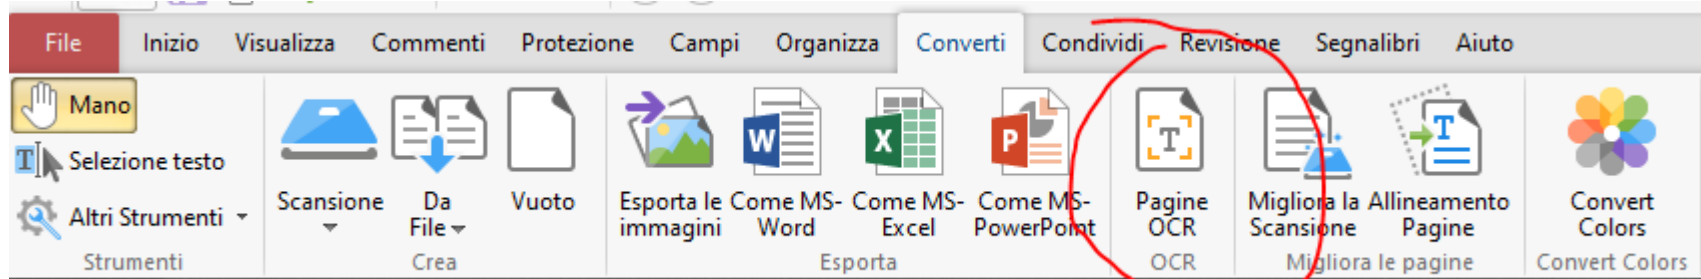 File Inizio Visualizza Commenti Protezione Campi Organizza Converti Condividi Revisione Segnalibri Aiuto
Mano
Selezione testo
Altri Strumenti
Strumenti
Scansione
Da
File
Vuoto
Crea
Esporta le
immagini
Come MS-
Word
Come MS-
Excel
Come MS-
PowerPoint
Esporta
Pagine
OCR
OCR
Migliora la
Scansione
Allineamento
Pagine
Migliora le pagine
Convert
Colors
Convert Colors